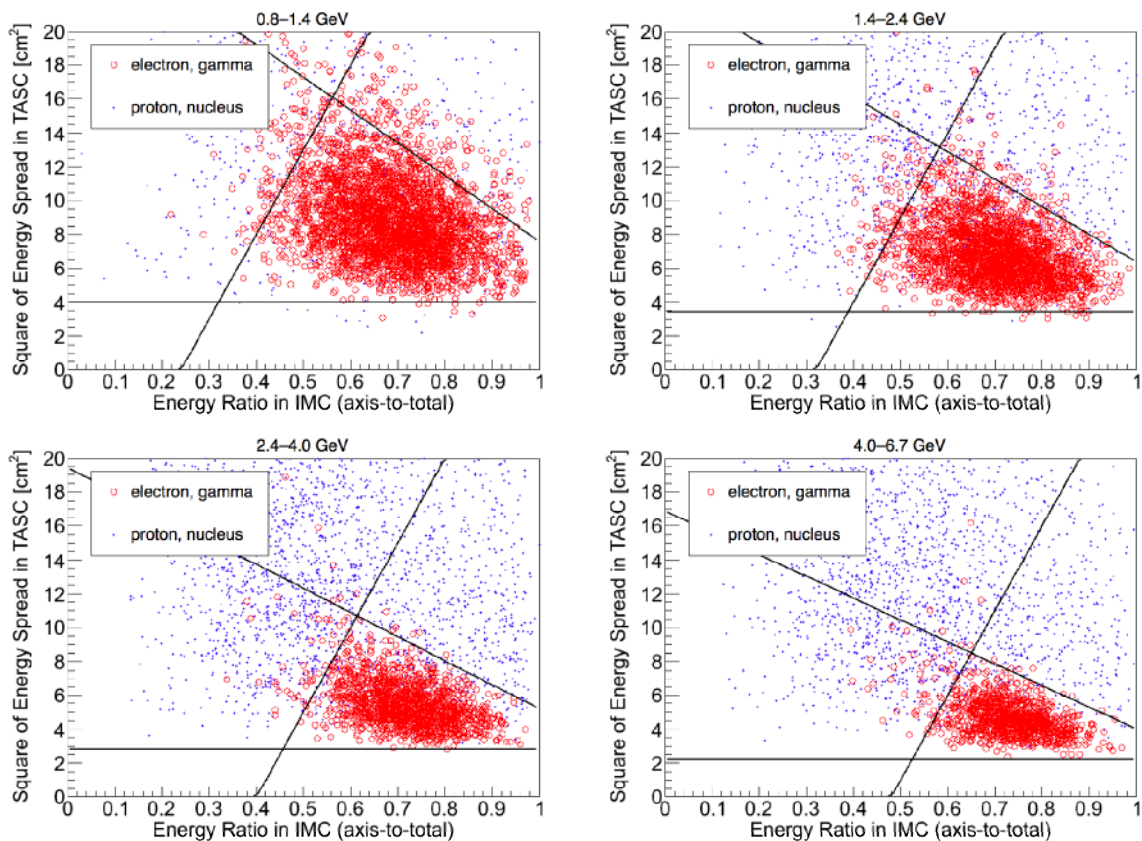 0.8–1.4 GeV
Square of Energy Spread in TASC [cm²]
20
18
16
14
12
10
8
6
4
2
0
electron, gamma
proton, nucleus
0 0.1 0.2 0.3 0.4 0.5 0.6 0.7 0.8 0.9 1
Energy Ratio in IMC (axis-to-total)
1.4–2.4 GeV
Square of Energy Spread in TASC [cm²]
20
18
16
14
12
10
8
6
4
2
0
electron, gamma
proton, nucleus
0 0.1 0.2 0.3 0.4 0.5 0.6 0.7 0.8 0.9 1
Energy Ratio in IMC (axis-to-total)
2.4–4.0 GeV
Square of Energy Spread in TASC [cm²]
20
18
16
14
12
10
8
6
4
2
0
electron, gamma
proton, nucleus
0 0.1 0.2 0.3 0.4 0.5 0.6 0.7 0.8 0.9 1
Energy Ratio in IMC (axis-to-total)
4.0–6.7 GeV
Square of Energy Spread in TASC [cm²]
20
18
16
14
12
10
8
6
4
2
0
electron, gamma
proton, nucleus
0 0.1 0.2 0.3 0.4 0.5 0.6 0.7 0.8 0.9 1
Energy Ratio in IMC (axis-to-total)